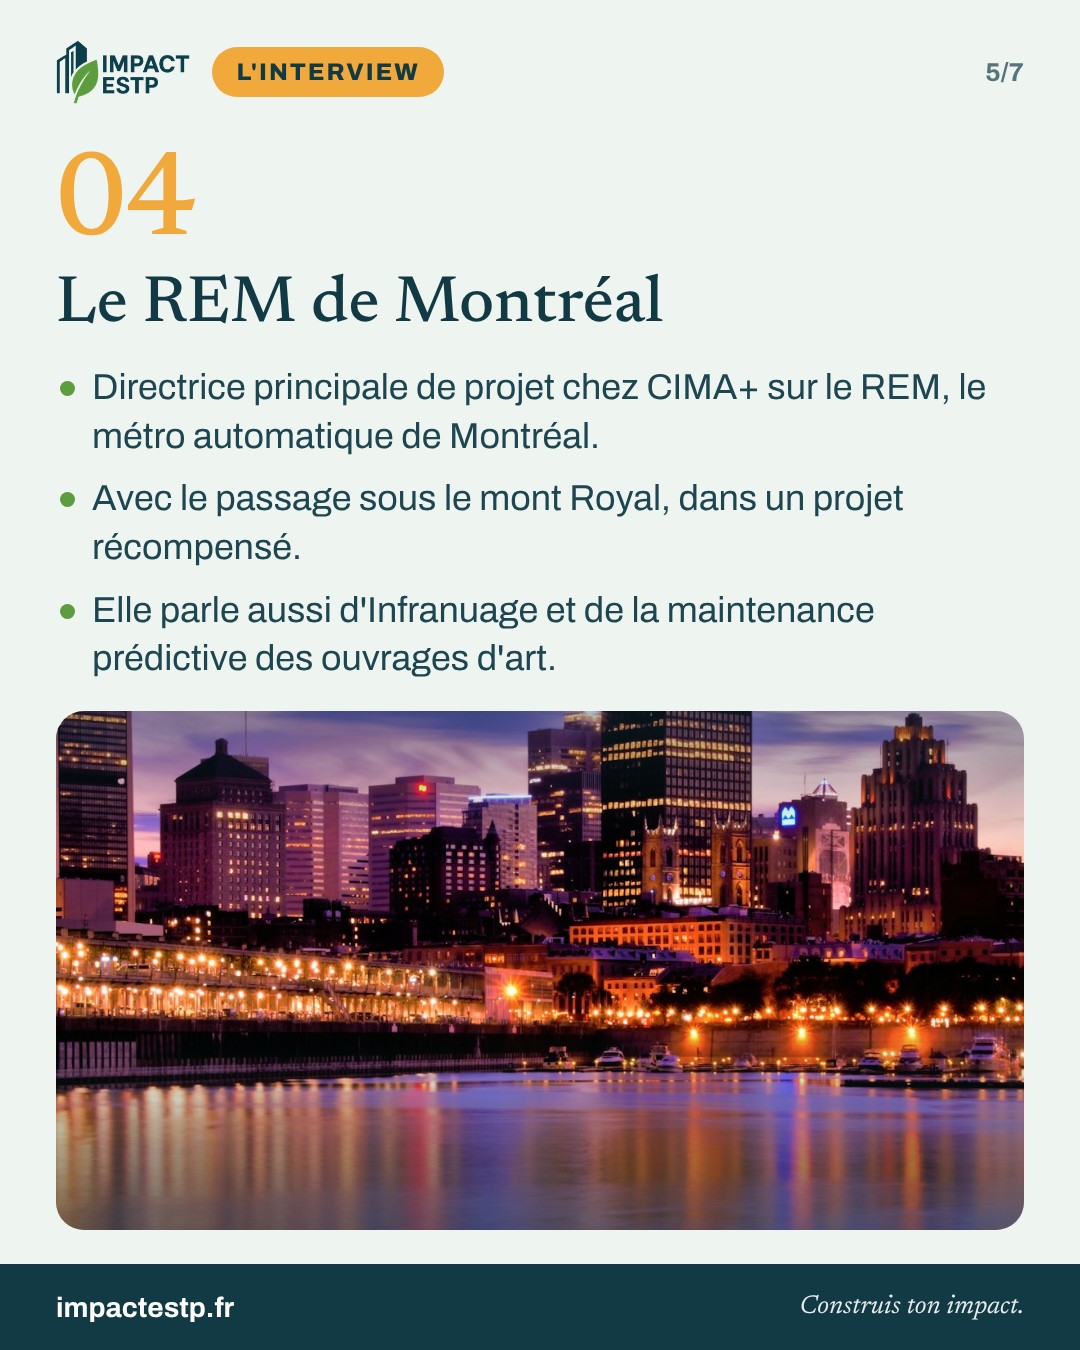 IMPACT
ESTP
L'INTERVIEW
5/7
04
Le REM de Montréal
Directrice principale de projet chez CIMA+ sur le REM, le
métro automatique de Montréal.
Avec le passage sous le mont Royal, dans un projet
récompensé.
Elle parle aussi d'Infranuage et de la maintenance
prédictive des ouvrages d'art.
impactestp.fr
Construis ton impact.